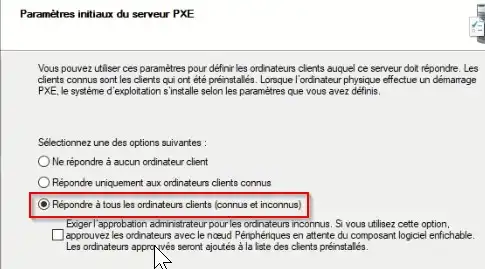 Paramètres initiaux du serveur PXE
Vous pouvez utiliser ces paramètres pour définir les ordinateurs clients auquel ce serveur doit répondre. Les
clients connus sont les clients qui ont été préinstallés. Lorsque l'ordinateur physique effectue un démarrage
PXE, le système d'exploitation s'installe selon les paramètres que vous avez définis.
Sélectionnez une des options suivantes :
Ne répondre à aucun ordinateur client
Répondre uniquement aux ordinateurs clients connus
Répondre à tous les ordinateurs clients (connus et inconnus)
Exiger l'approbation administrateur pour les ordinateurs inconnus. Si vous utilisez cette option,
approuvez les ordinateurs avec le nœud Périphériques en attente du composant logiciel enfichable.
Les ordinateurs approuvés seront ajoutés à la liste des clients préinstallés.